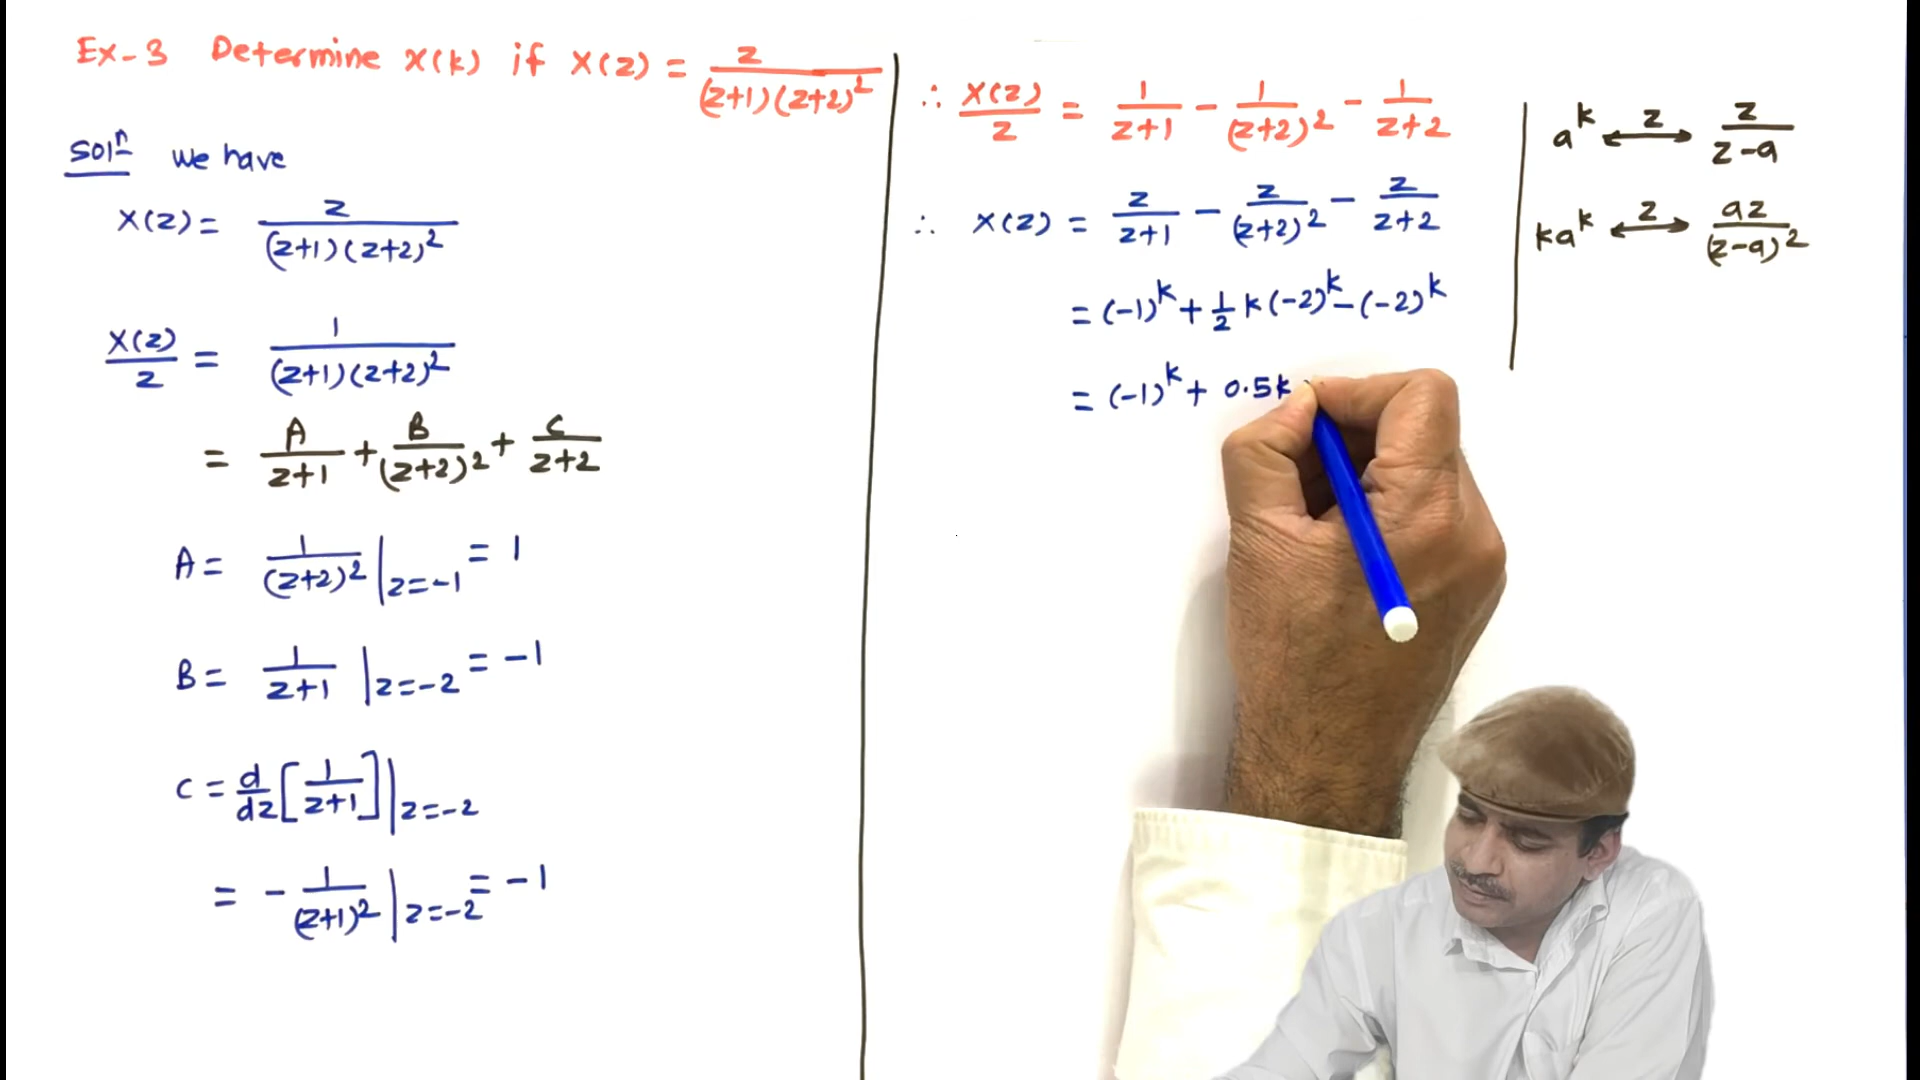 Ex-3 Determine x(k) if X(z) = z/((z+1)(z+2)²)
Solⁿ we have
X(z) = z/((z+1)(z+2)²)
X(z)/z = 1/((z+1)(z+2)²)
= A/(z+1) + B/(z+2)² + C/(z+2)
A = 1/(z+2)² |z=-1 = 1
B = 1/(z+1) |z=-2 = -1
C = d/dz [1/(z+1)] |z=-2
= - 1/(z+1)² |z=-2 = -1
∴ X(z)/z = 1/(z+1) - 1/(z+2)² - 1/(z+2)
∴ X(z) = z/(z+1) - z/(z+2)² - z/(z+2)
= (-1)^k + 1/2 k(-2)^k - (-2)^k
= (-1)^k + 0.5k
a^k ⟷ z z/(z-a)
ka^k ⟷ z az/(z-a)²